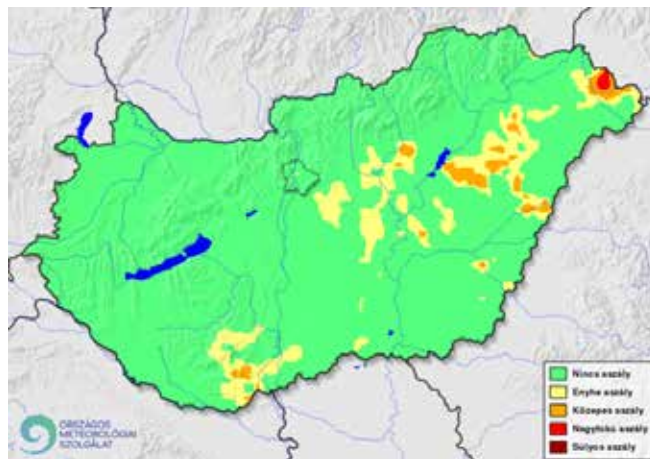 Nincs aszály
Enyhe aszály
Közepes aszály
Nagyfokú aszály
Súlyos aszály
ORSZÁGOS
METEOROLÓGIAI
SZOLGÁLAT